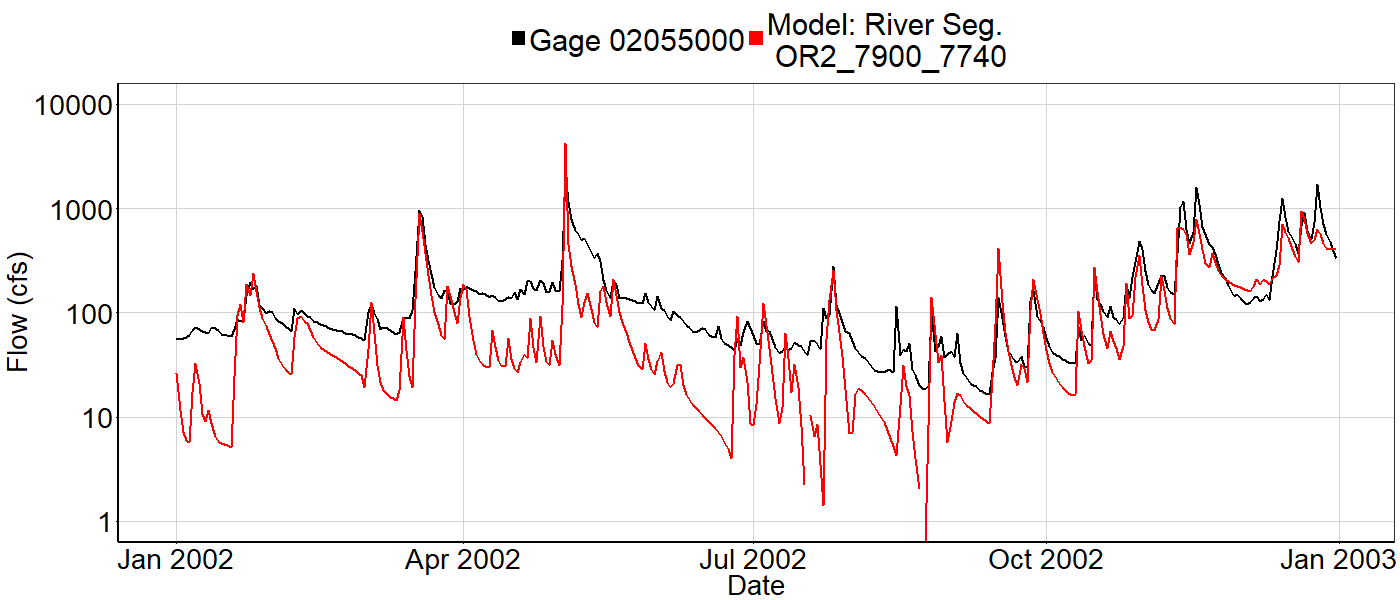 Gage 02055000
Model: River Seg.
OR2_7900_7740
Flow (cfs)
10000
1000
100
10
1
Jan 2002
Apr 2002
Jul 2002
Oct 2002
Jan 2003
Date